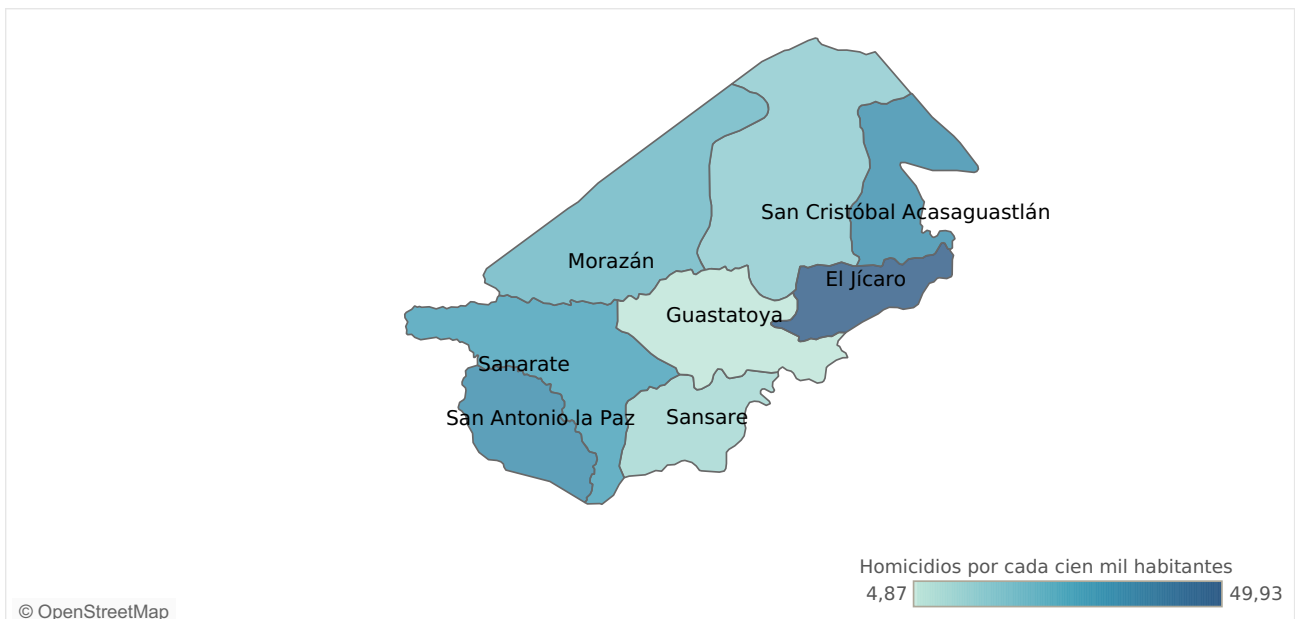 San Cristóbal Acasaguastlán
Morazán
El Jícaro
Guastatoya
Sanarate
San Antonio la Paz
Sansare
Homicidios por cada cien mil habitantes
4,87
49,93
© OpenStreetMap